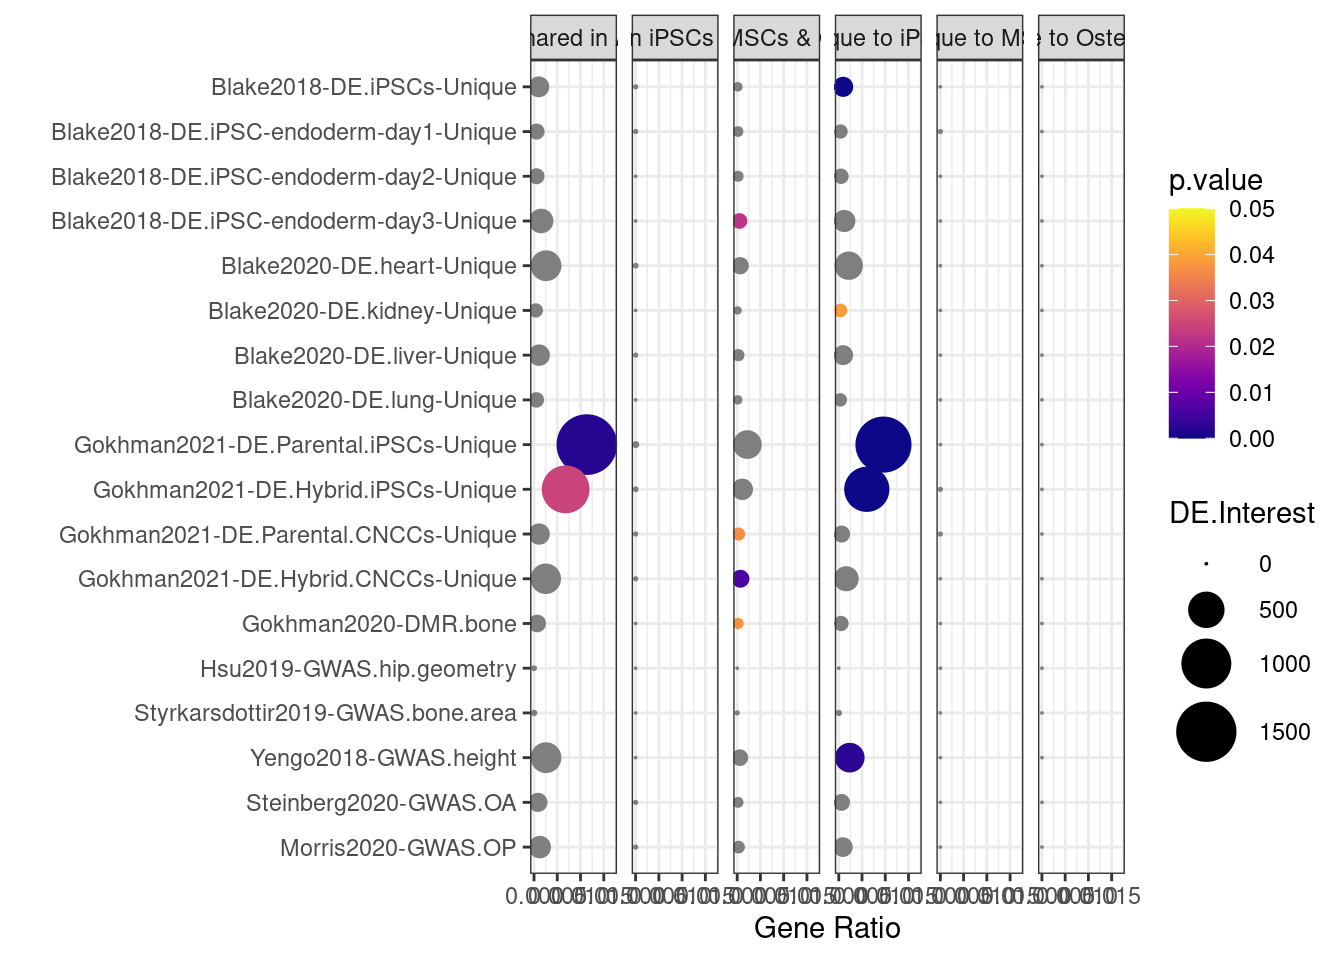 hared in
n iPSCs
MSCs &
que to iP
que to M
e to Oste
Blake2018-DE.iPSCs-Unique
Blake2018-DE.iPSC-endoderm-day1-Unique
Blake2018-DE.iPSC-endoderm-day2-Unique
Blake2018-DE.iPSC-endoderm-day3-Unique
Blake2020-DE.heart-Unique
Blake2020-DE.kidney-Unique
Blake2020-DE.liver-Unique
Blake2020-DE.lung-Unique
Gokhman2021-DE.Parental.iPSCs-Unique
Gokhman2021-DE.Hybrid.iPSCs-Unique
Gokhman2021-DE.Parental.CNCCs-Unique
Gokhman2021-DE.Hybrid.CNCCs-Unique
Gokhman2020-DMR.bone
Hsu2019-GWAS.hip.geometry
Styrkarsdottir2019-GWAS.bone.area
Yengo2018-GWAS.height
Steinberg2020-GWAS.OA
Morris2020-GWAS.OP
Gene Ratio
p.value
0.05
0.04
0.03
0.02
0.01
0.00
DE.Interest
0
500
1000
1500